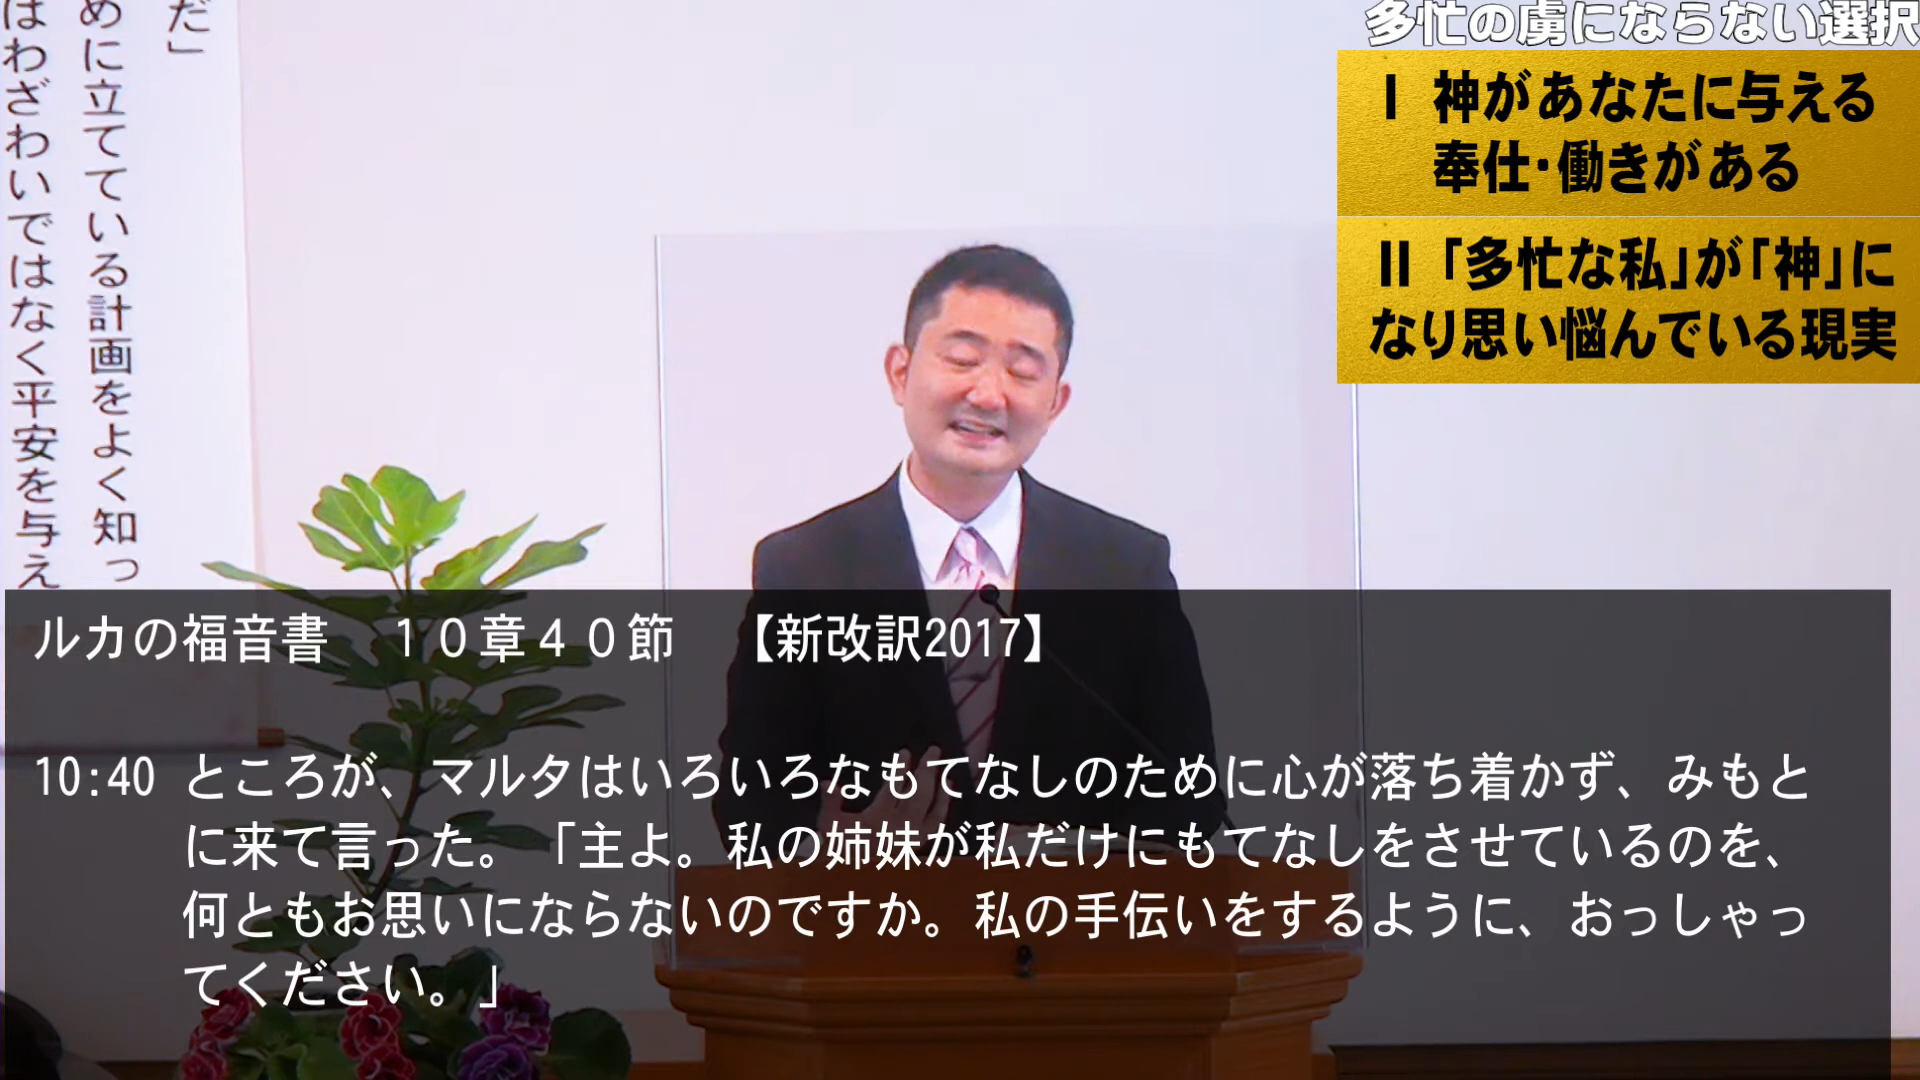 多忙の虜にならない選択
Ⅰ 神があなたに与える
奉仕・働きがある
Ⅱ 「多忙な私」が「神」に
なり思い悩んでいる現実
だ」
めに立てている計画をよく知っ
はわざわいではなく平安を与え
ルカの福音書 10章40節 【新改訳2017】
10:40 ところが、マルタはいろいろなもてなしのために心が落ち着かず、みもと
に来て言った。「主よ。私の姉妹が私だけにもてなしをさせているのを、
何ともお思いにならないのですか。私の手伝いをするように、おっしゃっ
てください。」